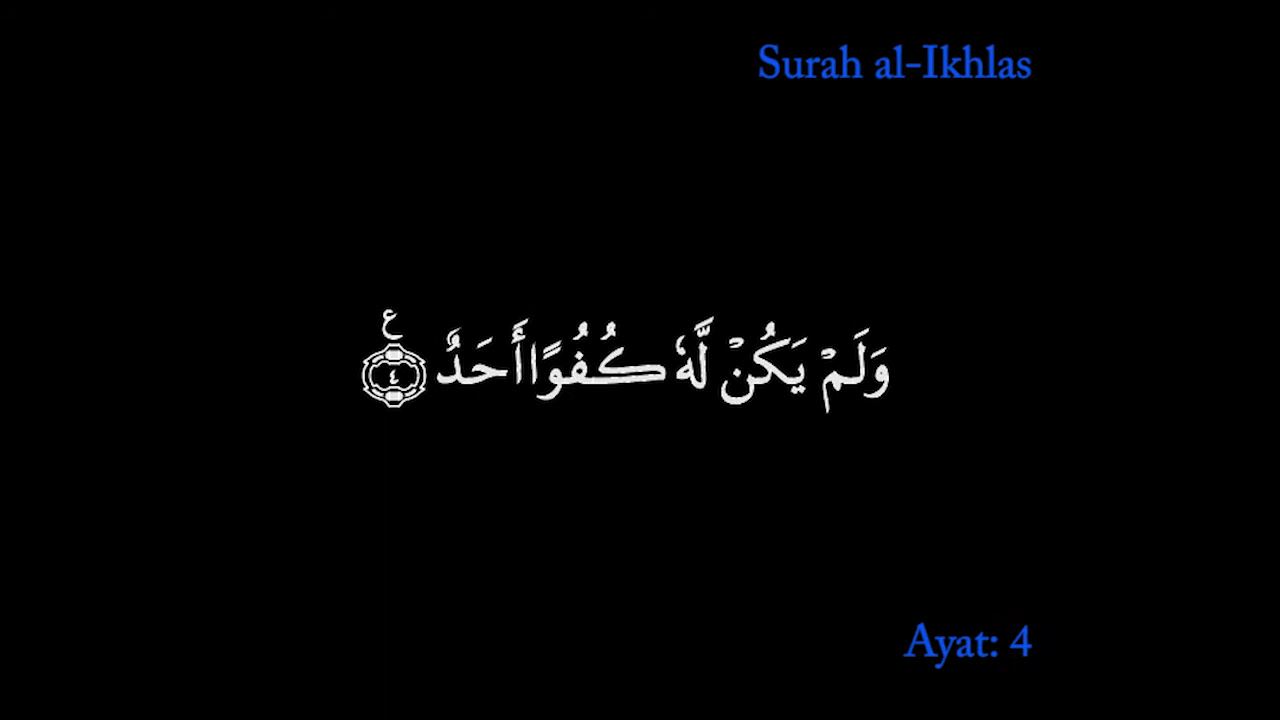 Surah al-Ikhlas
وَلَمْ يَكُنْ لَّهٗ كُفُوًا أَحَدٌ ٤ ع
Ayat: 4